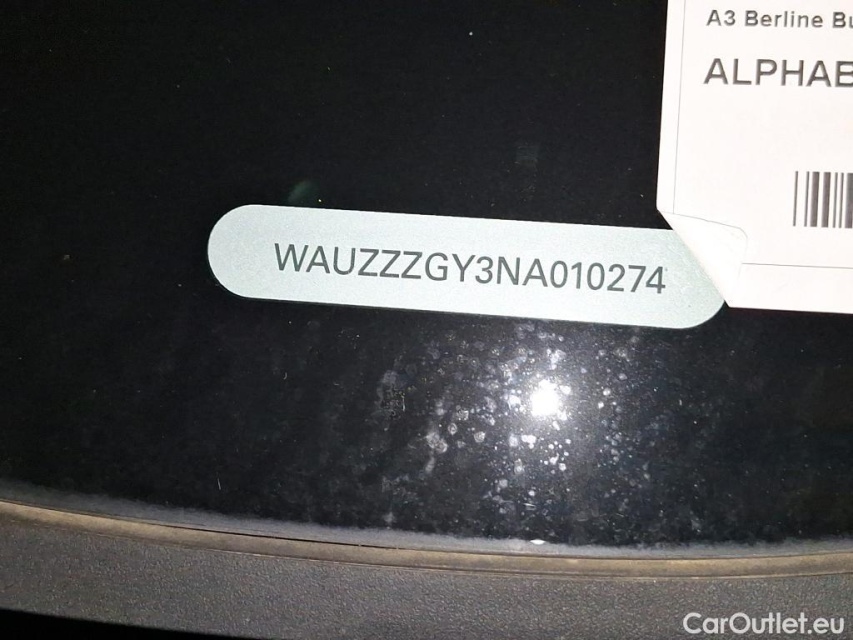 A3 Berline Bu
ALPHAB
WAUZZZGY3NA010274
CarOutlet.eu